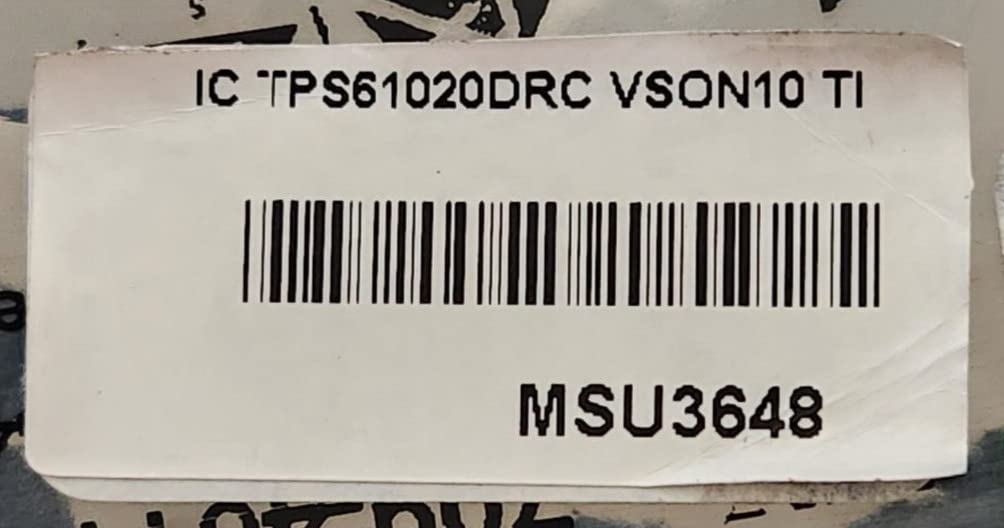 IC TPS61020DRC VSON10 TI
MSU3648